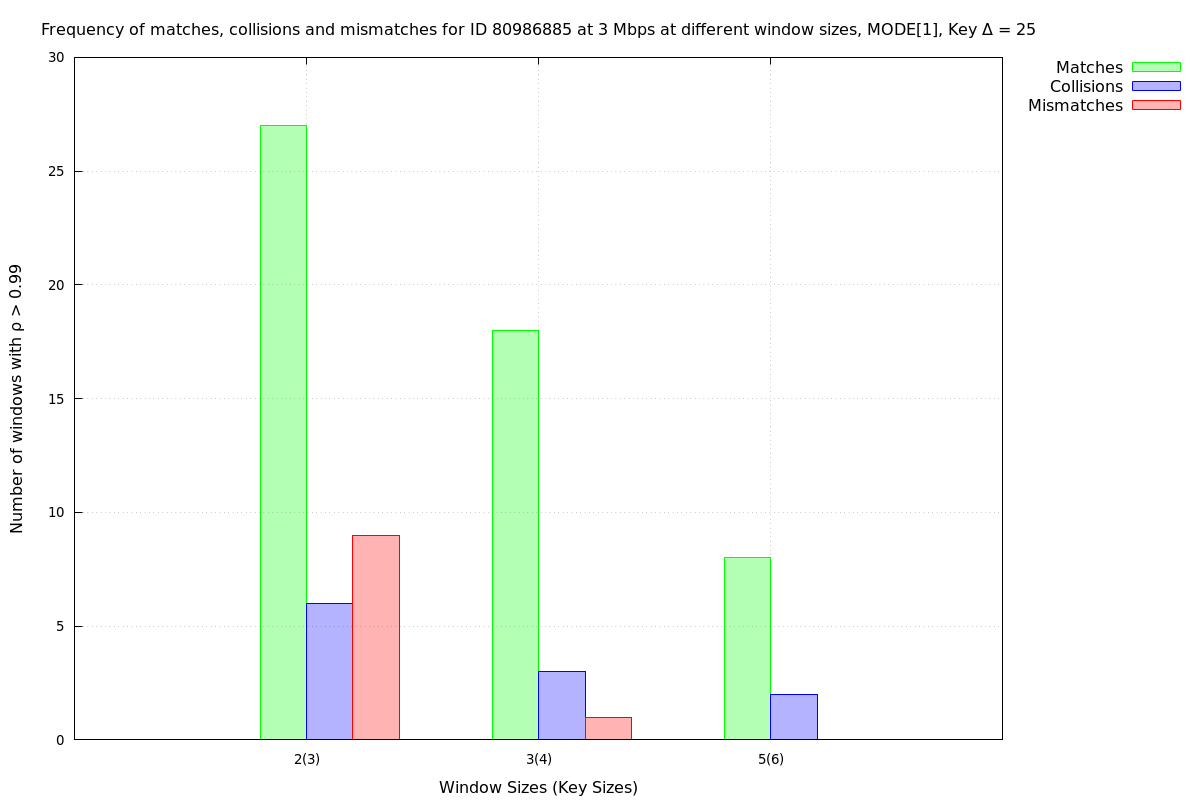 Frequency of matches, collisions and mismatches for ID 80986885 at 3 Mbps at different window sizes, MODE[1], Key Δ = 25
Matches
Collisions
Mismatches
Number of windows with ρ > 0.99
30
25
20
15
10
5
0
2(3) 3(4) 5(6)
Window Sizes (Key Sizes)